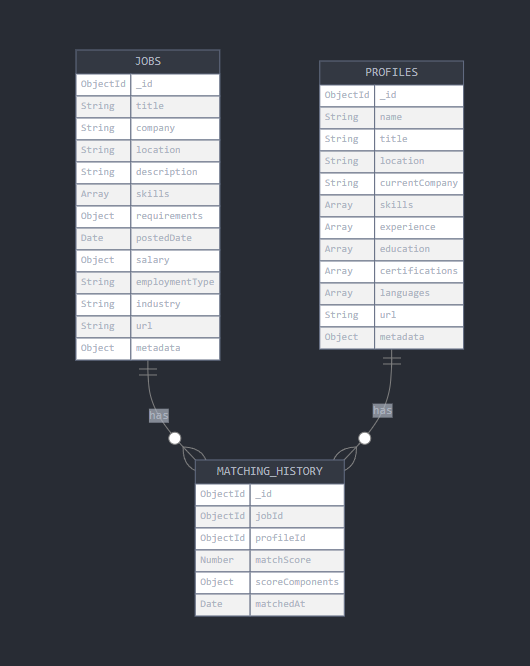 JOBS
ObjectId _id
String title
String company
String location
String description
Array skills
Object requirements
Date postedDate
Object salary
String employmentType
String industry
String url
Object metadata
PROFILES
ObjectId _id
String name
String title
String location
String currentCompany
Array skills
Array experience
Array education
Array certifications
Array languages
String url
Object metadata
has
has
MATCHING_HISTORY
ObjectId _id
ObjectId jobId
ObjectId profileId
Number matchScore
Object scoreComponents
Date matchedAt